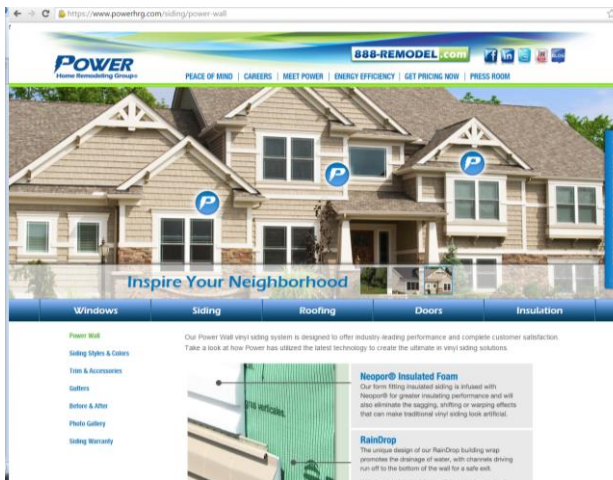 https://www.powerhrg.com/siding/power-wall
888-REMODEL.com
POWER
Home Remodeling Group
PEACE OF MIND | CAREERS | MEET POWER | ENERGY EFFICIENCY | GET PRICING NOW | PRESS ROOM
P
P
P
Inspire Your Neighborhood
Windows Siding Roofing Doors Insulation
Power Wall
Siding Styles & Colors
Trim & Accessories
Gutters
Before & After
Photo Gallery
Siding Warranty
Our Power Wall vinyl siding system is designed to offer industry-leading performance and complete customer satisfaction.
Take a look at how Power has utilized the latest technology to create the ultimate in vinyl siding solutions.
Neopor® Insulated Foam
Our form fitting insulated siding is infused with
Neopor® for greater insulating performance and will
also eliminate the sagging, shifting or warping effects
that can make traditional vinyl siding look artificial.
RainDrop
The unique design of our RainDrop building wrap
promotes the drainage of water, with channels driving
run off to the bottom of the wall for a safe exit.
verticales.